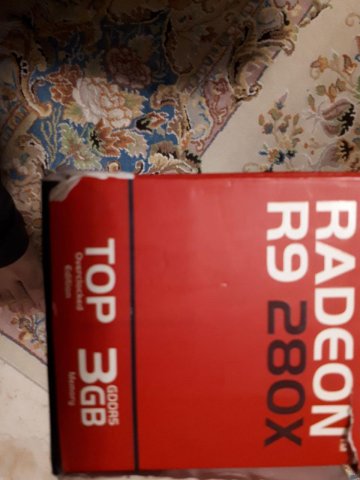 RADEON
R9 280X
TOP
Overclocked
Edition
3GB
GDDR5
Memory